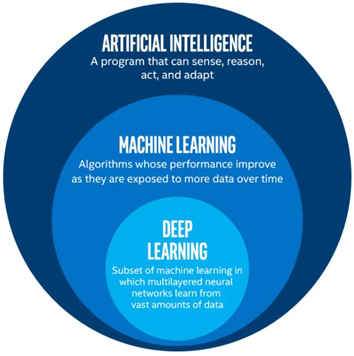 ARTIFICIAL INTELLIGENCE
A program that can sense, reason,
act, and adapt
MACHINE LEARNING
Algorithms whose performance improve
as they are exposed to more data over time
DEEP
LEARNING
Subset of machine learning in
which multilayered neural
networks learn from
vast amounts of data